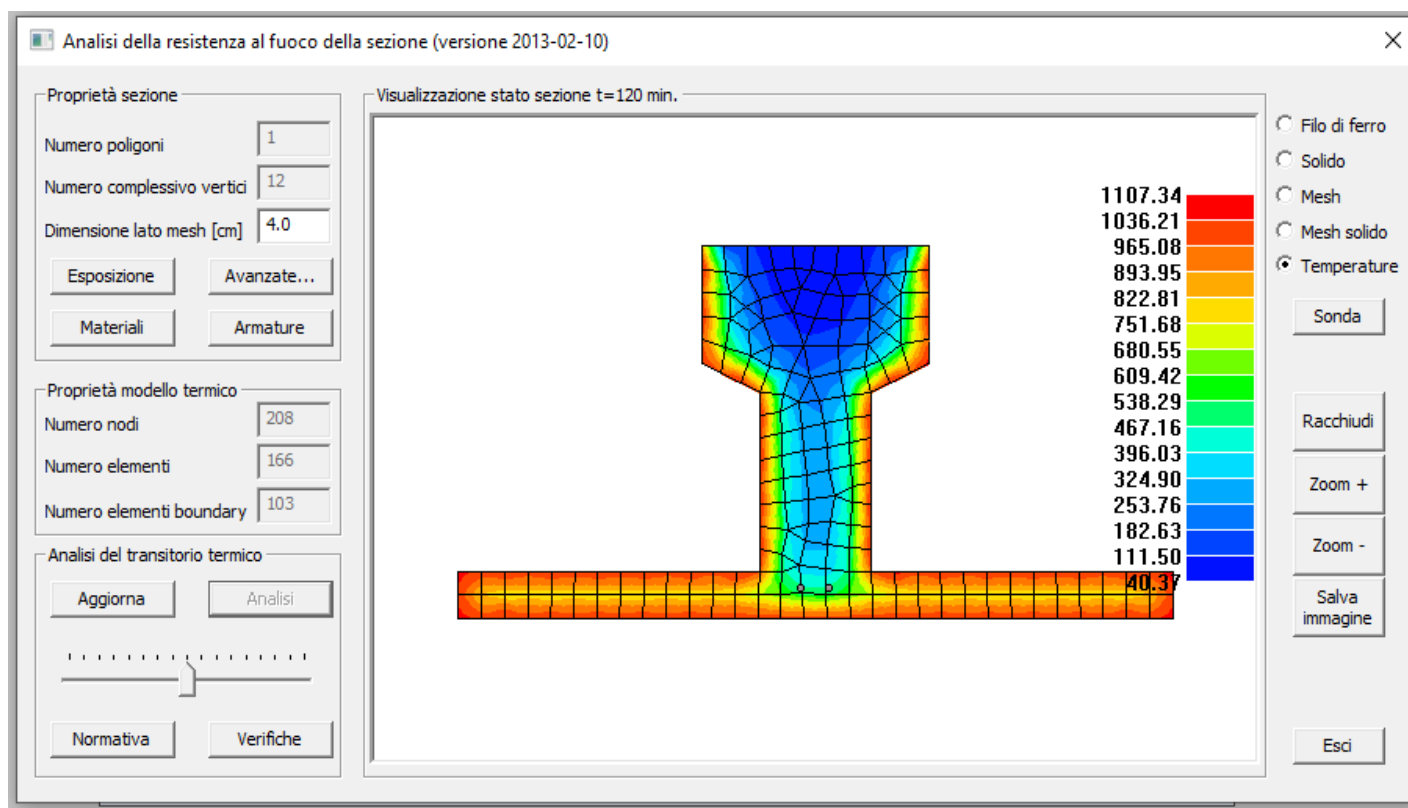 Analisi della resistenza al fuoco della sezione (versione 2013-02-10)
Proprietà sezione
Numero poligoni 1
Numero complessivo vertici 12
Dimensione lato mesh [cm] 4.0
Esposizione Avanzate...
Materiali Armature
Proprietà modello termico
Numero nodi 208
Numero elementi 166
Numero elementi boundary 103
Analisi del transitorio termico
Aggiorna Analisi
Normativa Verifiche
Visualizzazione stato sezione t=120 min.
1107.34
1036.21
965.08
893.95
822.81
751.68
680.55
609.42
538.29
467.16
396.03
324.90
253.76
182.63
111.50
40.37
Filo di ferro
Solido
Mesh
Mesh solido
Temperature
Sonda
Racchiudi
Zoom +
Zoom -
Salva
immagine
Esci